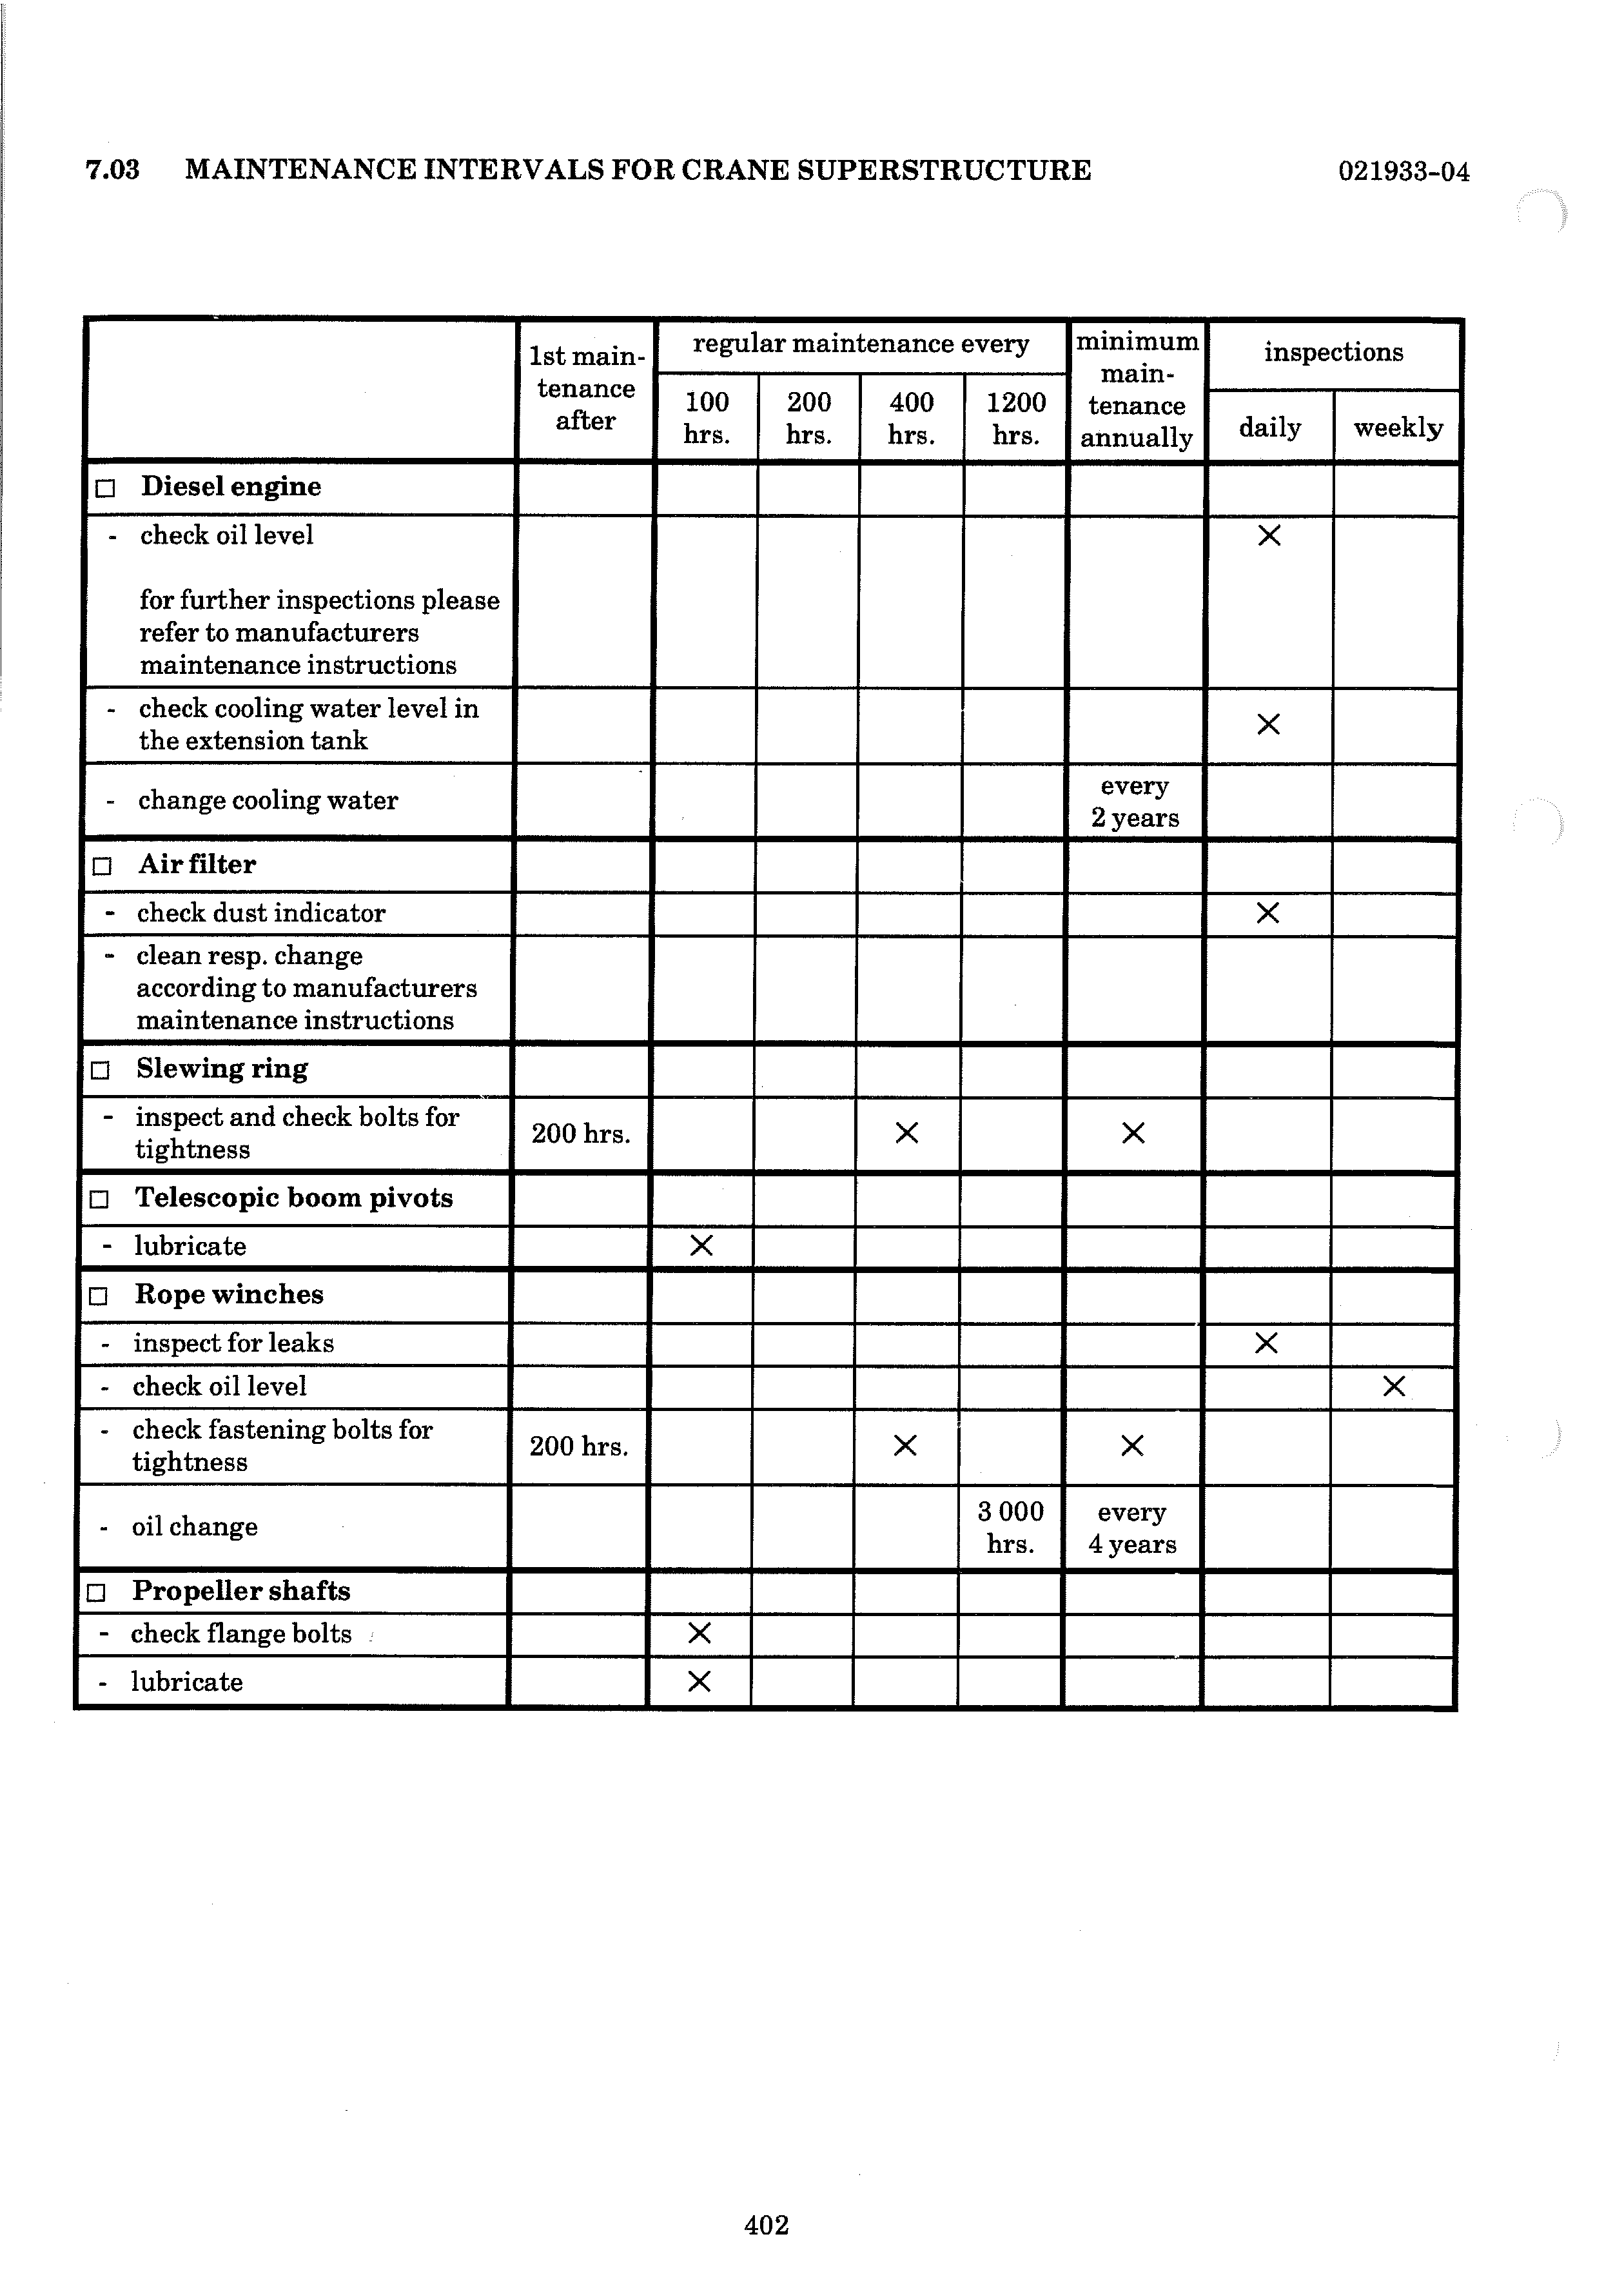 7.03 MAINTENANCE INTERVALS FOR CRANE SUPERSTRUCTURE 021933-04
1st main-
tenance
after
regular maintenance every
100
hrs.
200
hrs.
400
hrs.
1200
hrs.
minimum
main-
tenance
annually
inspections
daily
weekly
□ Diesel engine
- check oil level ×
for further inspections please
refer to manufacturers
maintenance instructions
- check cooling water level in
the extension tank ×
- change cooling water
every
2 years
□ Air filter
- check dust indicator ×
- clean resp. change
according to manufacturers
maintenance instructions
□ Slewing ring
- inspect and check bolts for
tightness
200 hrs. × ×
□ Telescopic boom pivots
- lubricate ×
□ Rope winches
- inspect for leaks ×
- check oil level ×
- check fastening bolts for
tightness
200 hrs. × ×
- oil change
3 000
hrs.
every
4 years
□ Propeller shafts
- check flange bolts ×
- lubricate ×
402